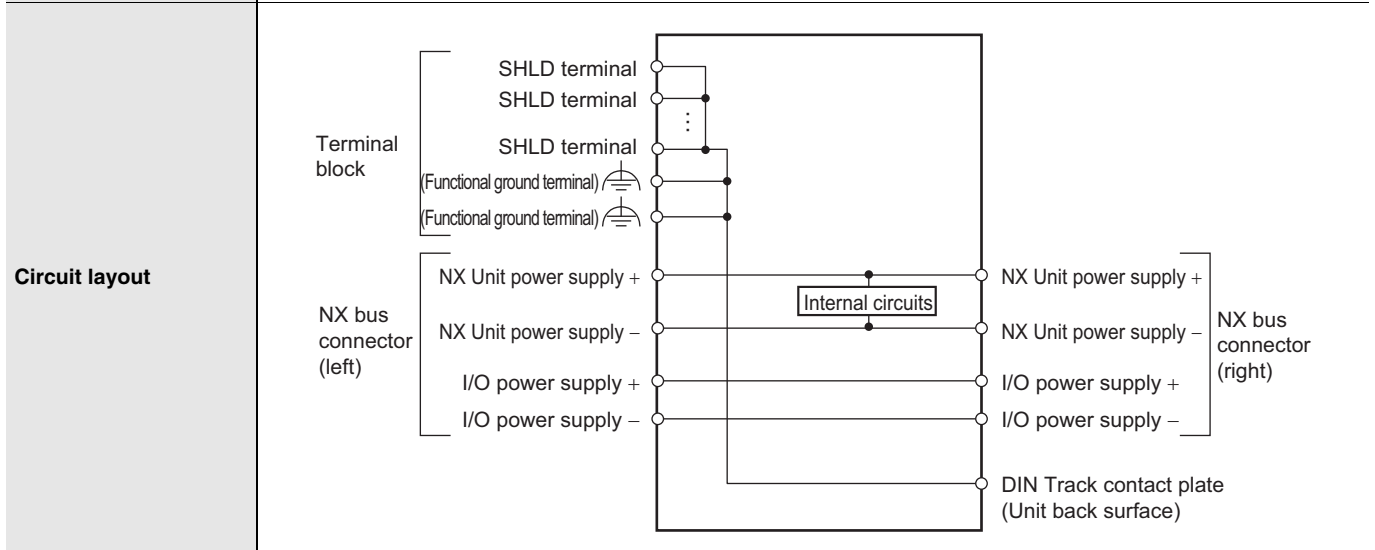 Circuit layout
Terminal
block
SHLD terminal
SHLD terminal
⋮
SHLD terminal
(Functional ground terminal)
(Functional ground terminal)
NX bus
connector
(left)
NX Unit power supply +
NX Unit power supply −
I/O power supply +
I/O power supply −
Internal circuits
NX Unit power supply +
NX Unit power supply −
I/O power supply +
I/O power supply −
NX bus
connector
(right)
DIN Track contact plate
(Unit back surface)